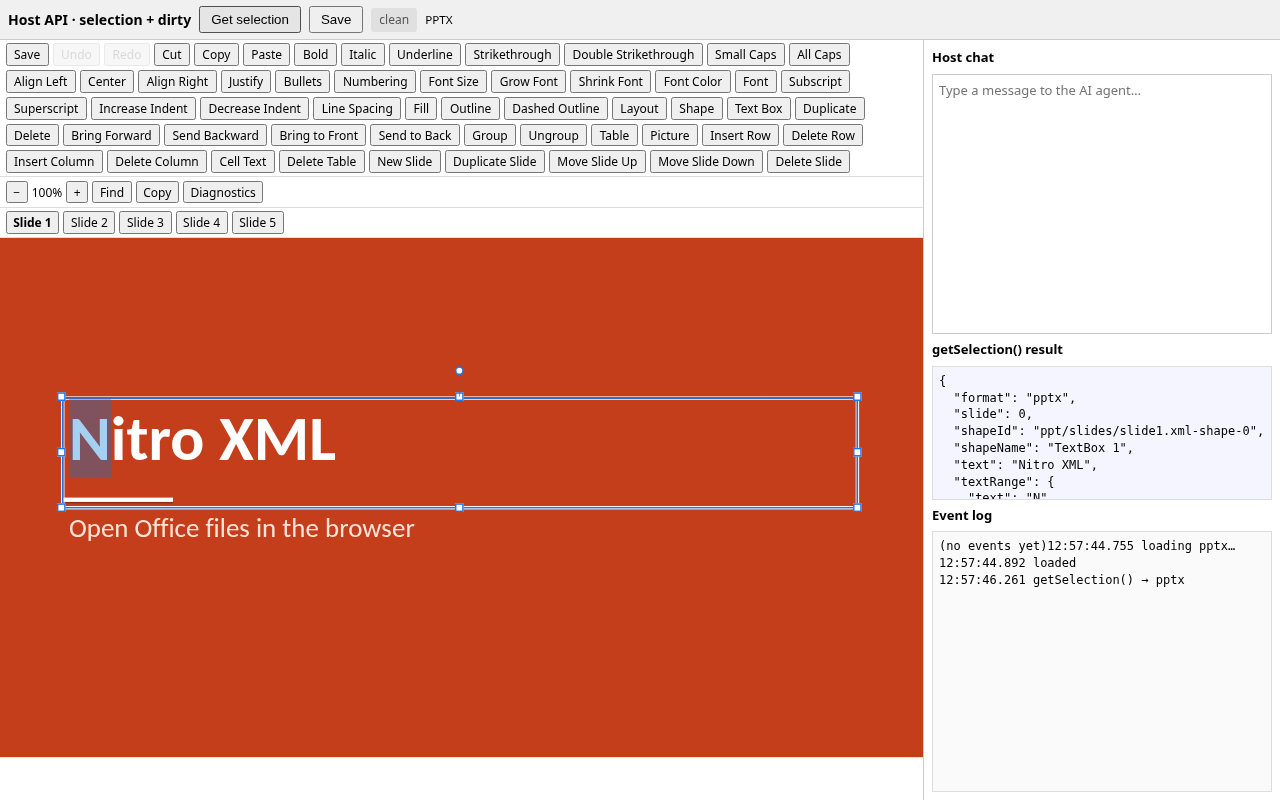 Host API · selection + dirty Get selection Save clean PPTX
Save Undo Redo Cut Copy Paste Bold Italic Underline Strikethrough Double Strikethrough Small Caps All Caps
Align Left Center Align Right Justify Bullets Numbering Font Size Grow Font Shrink Font Font Color Font Subscript
Superscript Increase Indent Decrease Indent Line Spacing Fill Outline Dashed Outline Layout Shape Text Box Duplicate
Delete Bring Forward Send Backward Bring to Front Send to Back Group Ungroup Table Picture Insert Row Delete Row
Insert Column Delete Column Cell Text Delete Table New Slide Duplicate Slide Move Slide Up Move Slide Down Delete Slide
− 100% + Find Copy Diagnostics
Slide 1 Slide 2 Slide 3 Slide 4 Slide 5
Nitro XML
Open Office files in the browser
Host chat
Type a message to the AI agent...
getSelection() result
{
"format": "pptx",
"slide": 0,
"shapeId": "ppt/slides/slide1.xml-shape-0",
"shapeName": "TextBox 1",
"text": "Nitro XML",
"textRange": {
"text": "N"
Event log
(no events yet)12:57:44.755 loading pptx…
12:57:44.892 loaded
12:57:46.261 getSelection() → pptx